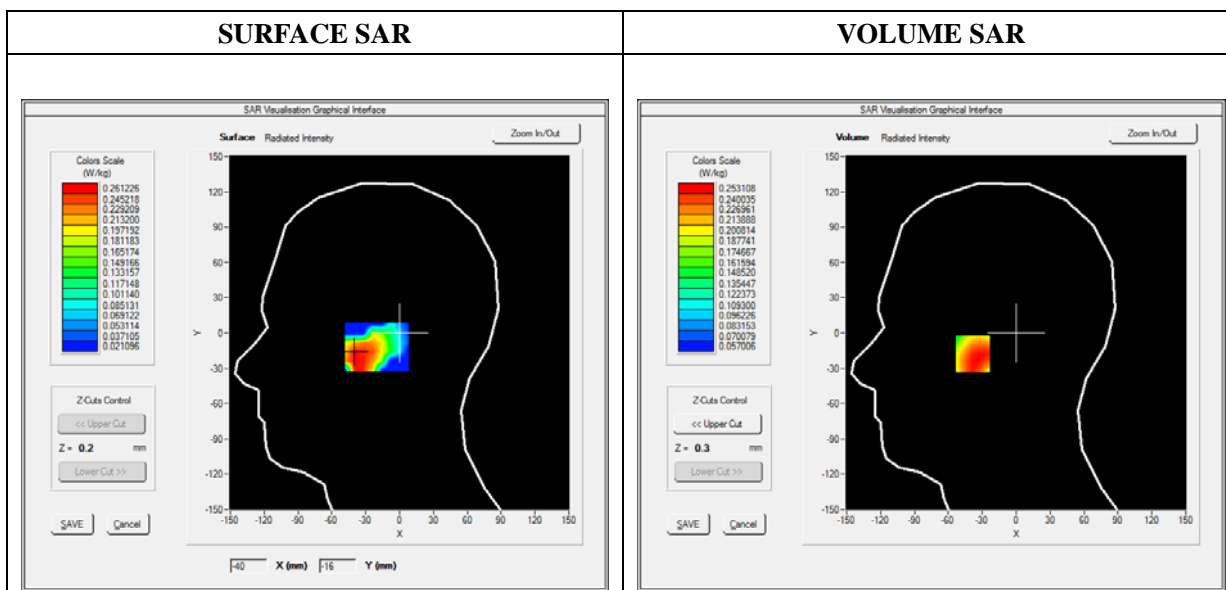 SURFACE SAR
VOLUME SAR
SAR Visualisation Graphical Interface
Surface Radiated Intensity
Zoom In/Out
Colors Scale
(W/kg)
0.261226
0.245218
0.229209
0.213200
0.197192
0.181183
0.165174
0.149166
0.133157
0.117148
0.101140
0.085131
0.069122
0.053114
0.037105
0.021096
Z-Cuts Control
<< Upper Cut
Z = 0.2 mm
Lower Cut >>
SAVE Cancel
150
120
90
60
30
0
-30
-60
-90
-120
-150
Y
-150 -120 -90 -60 -30 0 30 60 90 120 150
X
-40 X (mm) -16 Y (mm)
SAR Visualisation Graphical Interface
Volume Radiated Intensity
Zoom In/Out
Colors Scale
(W/kg)
0.253108
0.240035
0.226961
0.213888
0.200814
0.187741
0.174667
0.161594
0.148520
0.135447
0.122373
0.109300
0.096226
0.083153
0.070079
0.057006
Z-Cuts Control
<< Upper Cut
Z = 0.3 mm
Lower Cut >>
SAVE Cancel
150
120
90
60
30
0
-30
-60
-90
-120
-150
Y
-150 -120 -90 -60 -30 0 30 60 90 120 150
X